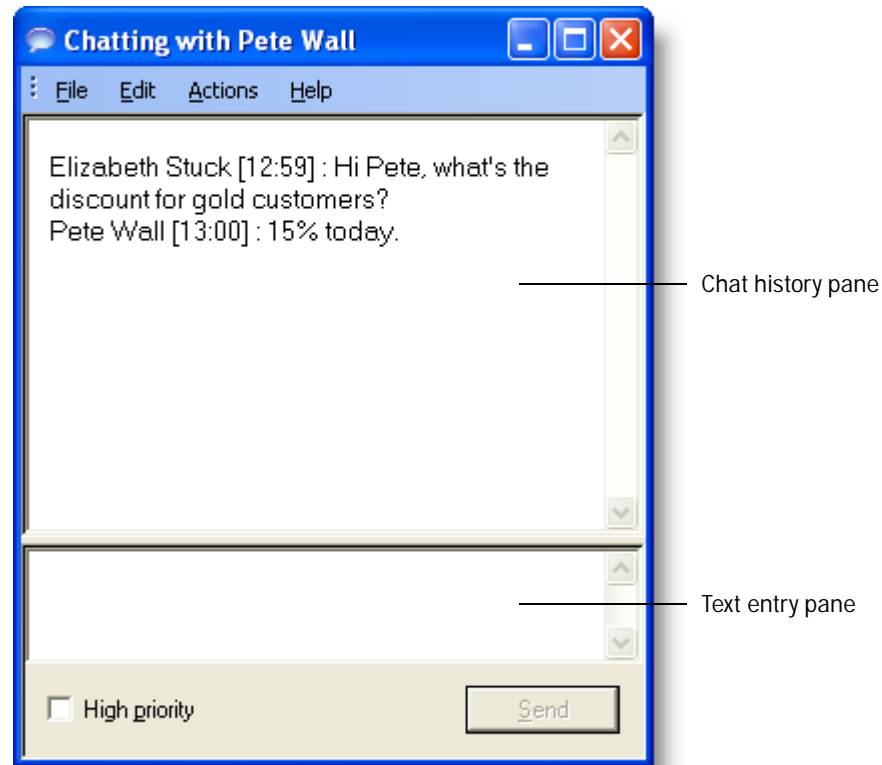 Chatting with Pete Wall
File Edit Actions Help
Elizabeth Stuck [12:59] : Hi Pete, what's the
discount for gold customers?
Pete Wall [13:00] : 15% today.
Chat history pane
Text entry pane
High priority
Send